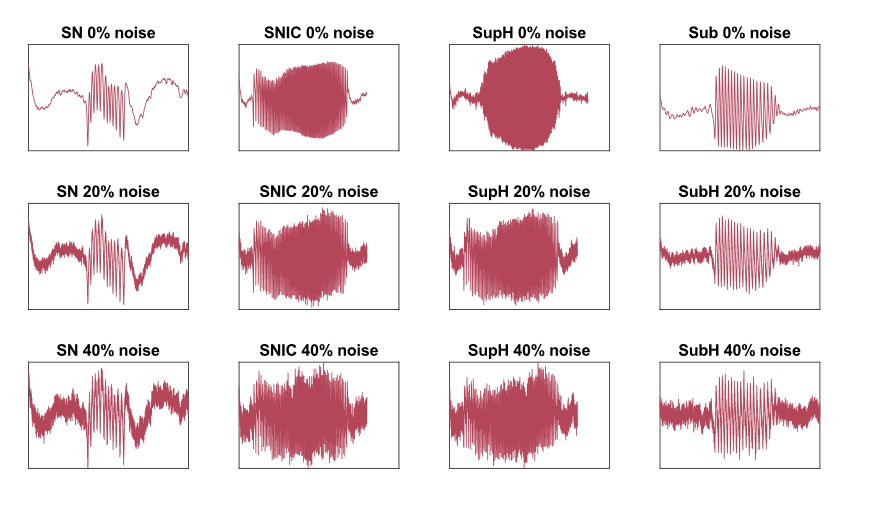 SN 0% noise
SNIC 0% noise
SupH 0% noise
Sub 0% noise
SN 20% noise
SNIC 20% noise
SupH 20% noise
SubH 20% noise
SN 40% noise
SNIC 40% noise
SupH 40% noise
SubH 40% noise